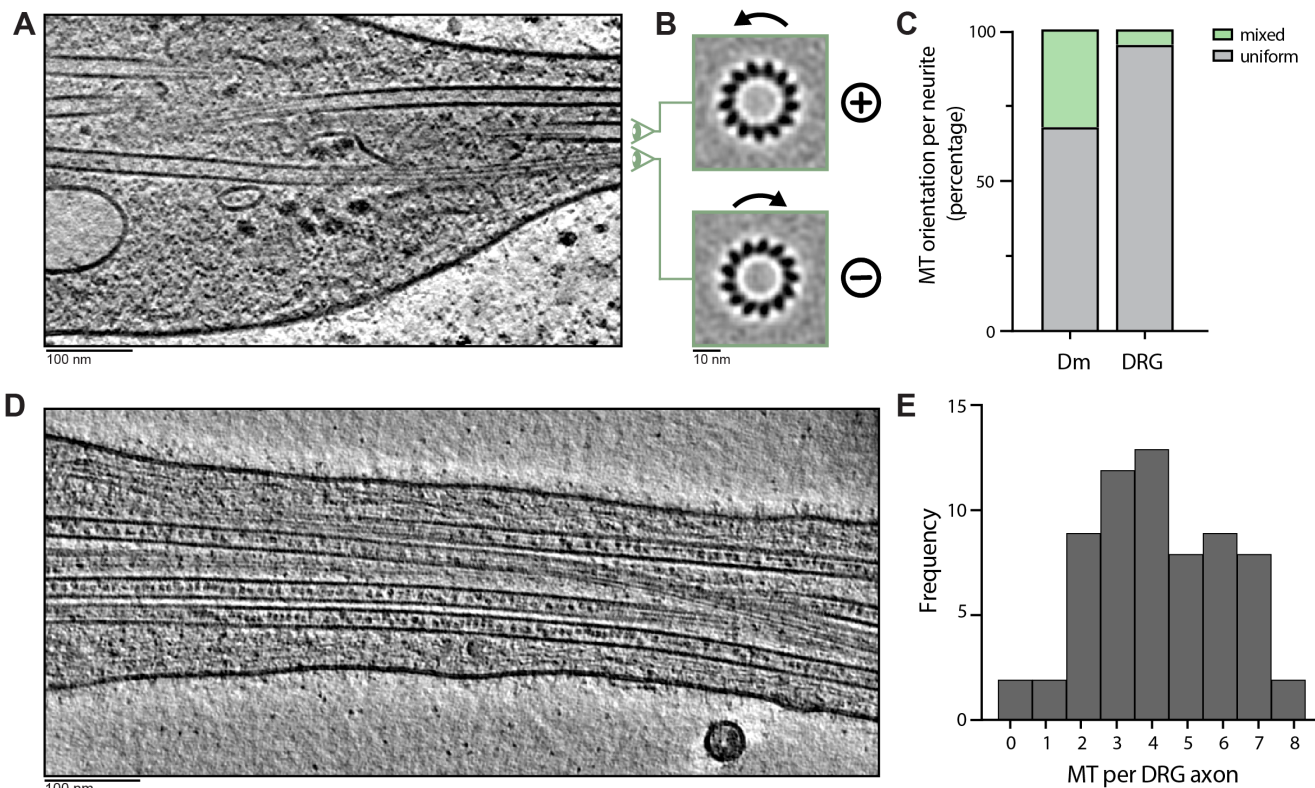 A
100 nm
B
+
−
10 nm
C
MT orientation per neurite
(percentage)
100
50
0
Dm
DRG
mixed
uniform
D
100 nm
E
Frequency
15
10
5
0
0 1 2 3 4 5 6 7 8
MT per DRG axon